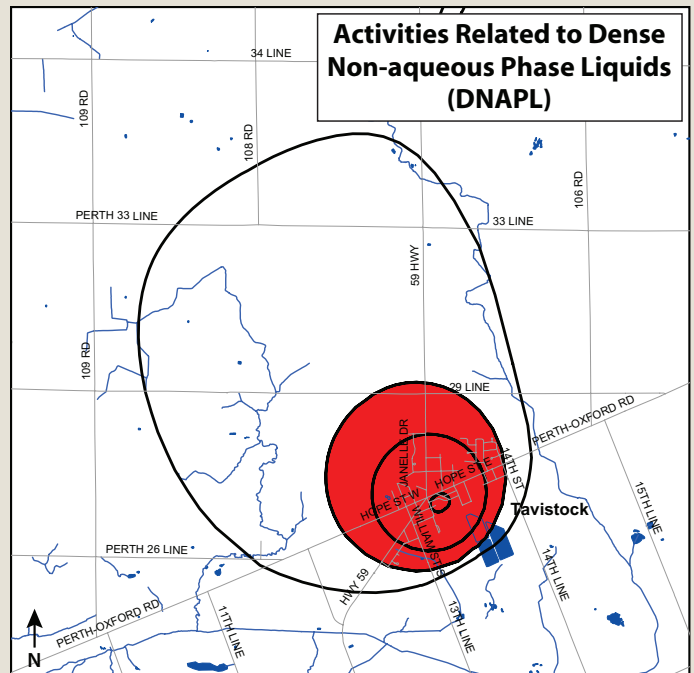 Activities Related to Dense
Non-aqueous Phase Liquids
(DNAPL)
34 LINE
109 RD
108 RD
106 RD
PERTH 33 LINE
33 LINE
59 HWY
109 RD
29 LINE
PERTH-OXFORD RD
JANELLE DR
HOPE ST W
HOPE ST E
14TH ST
WILLIAM ST S
Tavistock
15TH LINE
PERTH 26 LINE
HWY 59
14TH LINE
13TH LINE
11TH LINE
PERTH-OXFORD RD
N